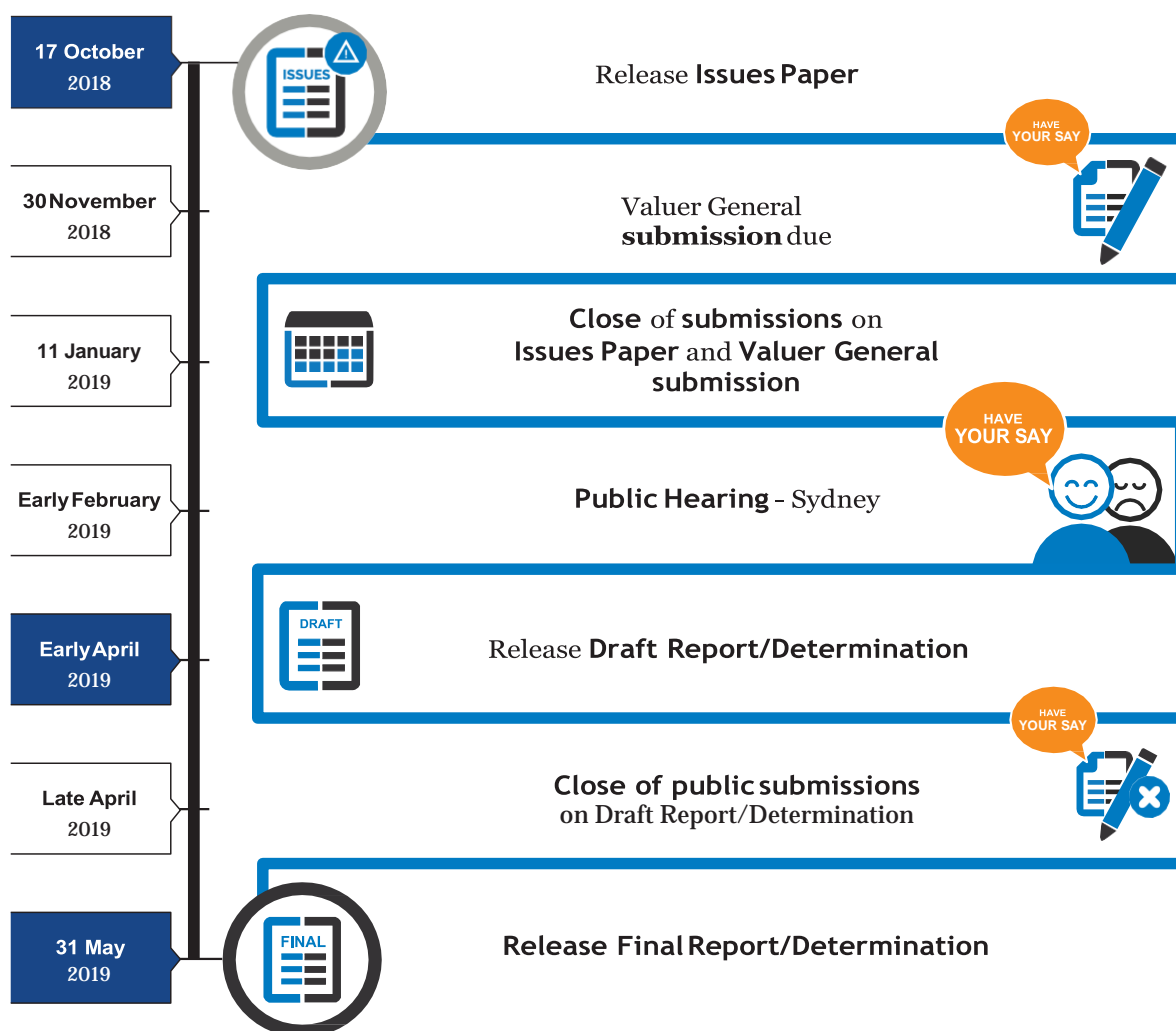 17 October
2018
ISSUES
Release Issues Paper
HAVE
YOUR SAY
30 November
2018
Valuer General
submission due
11 January
2019
Close of submissions on
Issues Paper and Valuer General
submission
HAVE
YOUR SAY
Early February
2019
Public Hearing - Sydney
Early April
2019
DRAFT
Release Draft Report/Determination
HAVE
YOUR SAY
Late April
2019
Close of public submissions
on Draft Report/Determination
31 May
2019
FINAL
Release Final Report/Determination